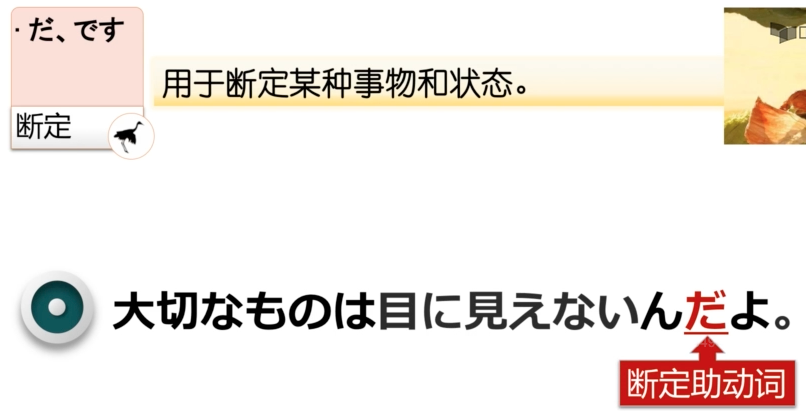 · だ、です
用于断定某种事物和状态。
断定
大切なものは目に見えないんだよ。
断定助动词